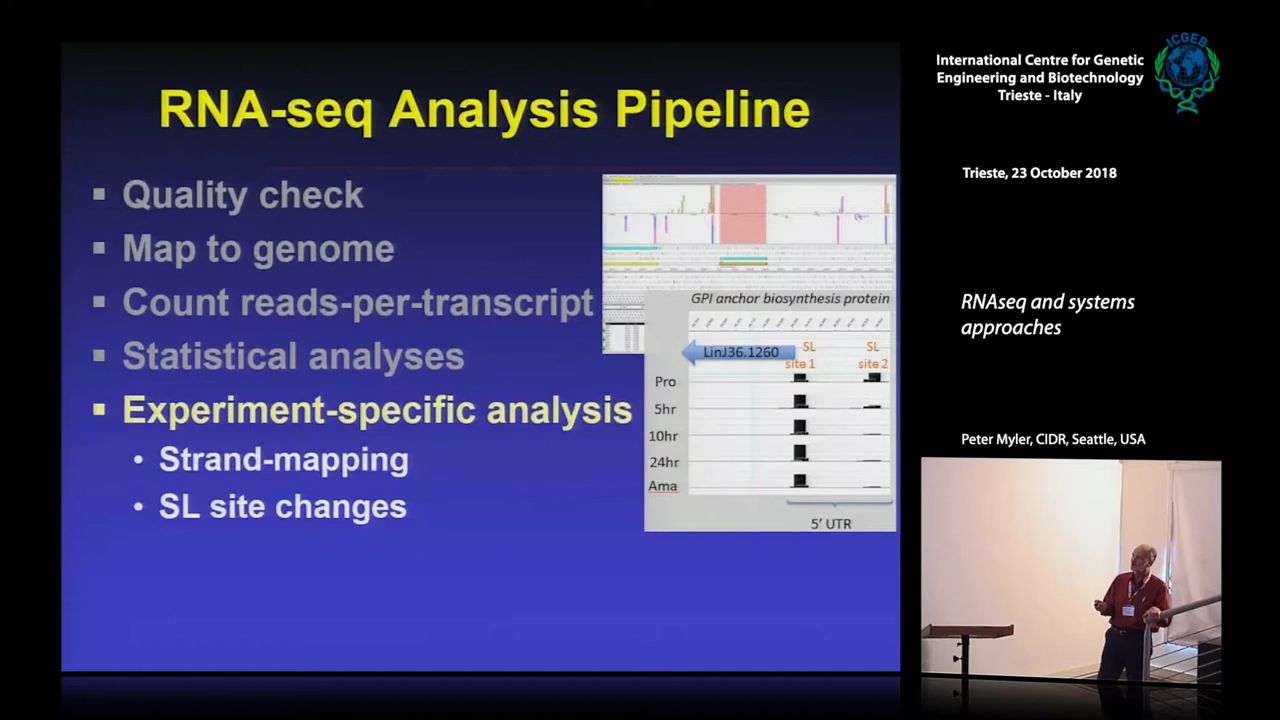 RNA-seq Analysis Pipeline
Quality check
Map to genome
Count reads-per-transcript
Statistical analyses
Experiment-specific analysis
Strand-mapping
SL site changes
GPI anchor biosynthesis protein
LinJ36.1260
SL
site 1
SL
site 2
Pro
5hr
10hr
24hr
Ama
5' UTR
International Centre for Genetic
Engineering and Biotechnology
Trieste - Italy
ICGEB
Trieste, 23 October 2018
RNAseq and systems
approaches
Peter Myler, CIDR, Seattle, USA